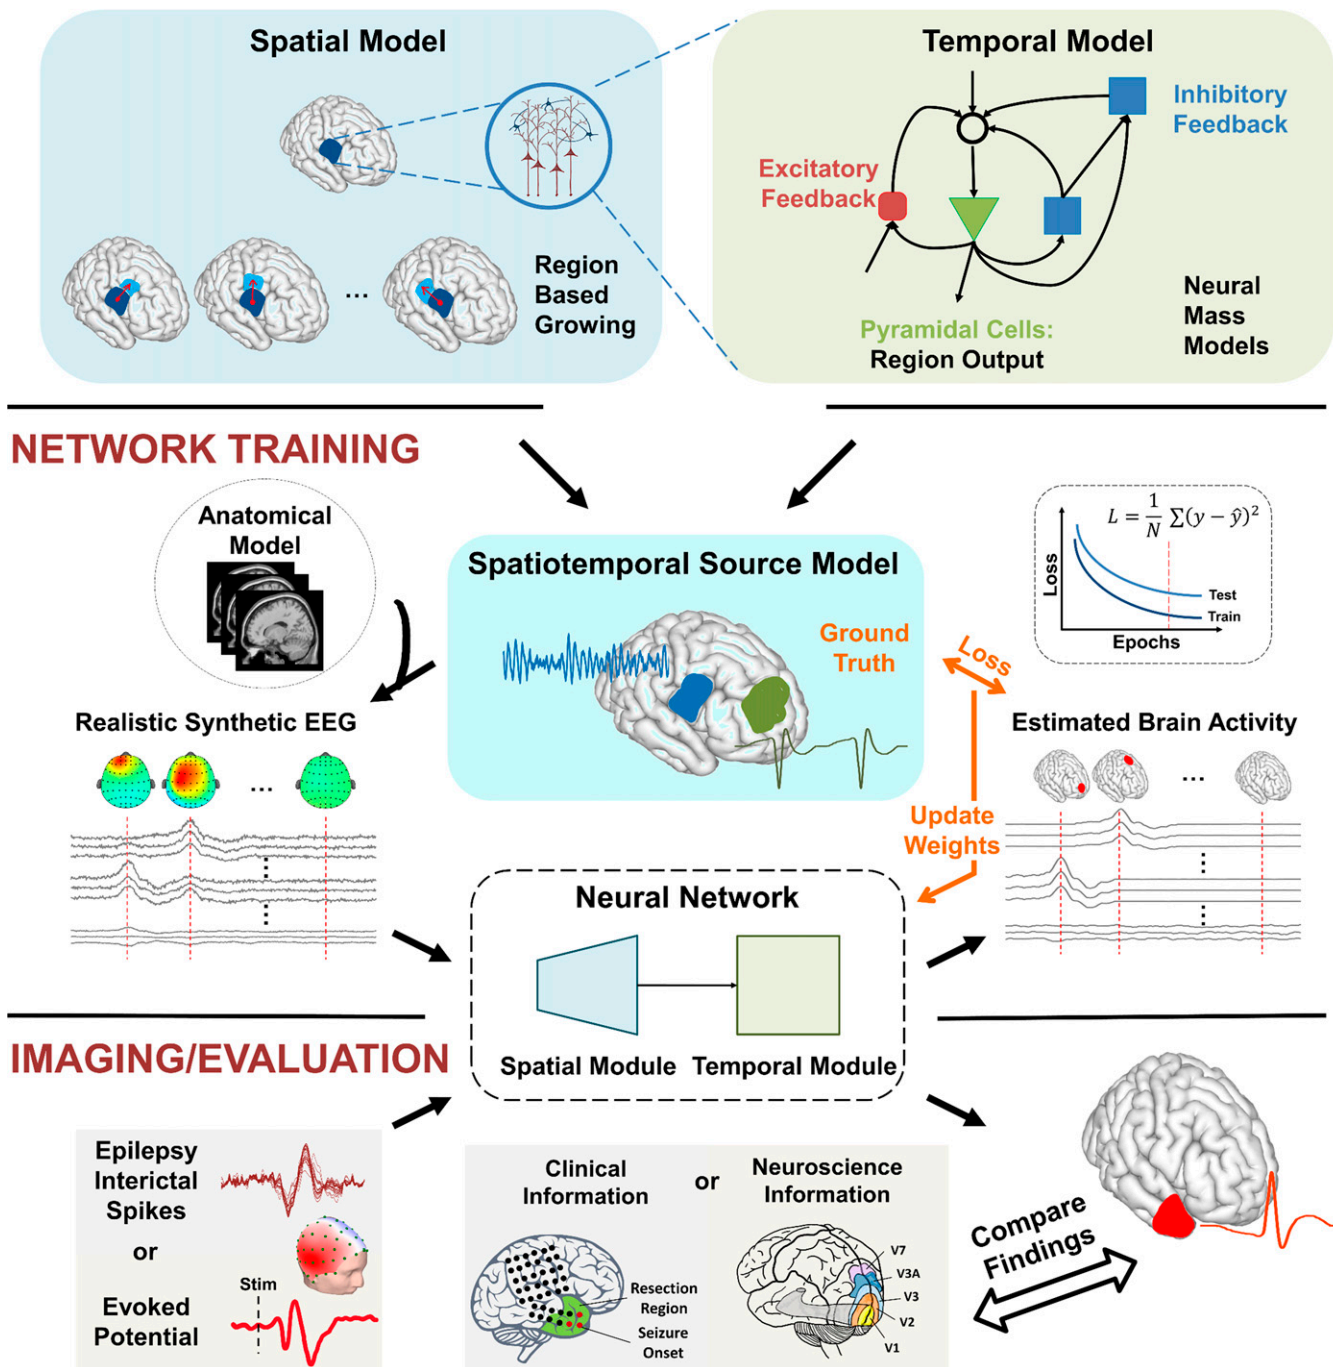 Spatial Model
Region
Based
Growing
...
Temporal Model
Inhibitory
Feedback
Excitatory
Feedback
Pyramidal Cells:
Region Output
Neural
Mass
Models
NETWORK TRAINING
Anatomical
Model
Spatiotemporal Source Model
Ground
Truth
L = 1/N ∑(y − ŷ)²
Loss
Test
Train
Epochs
Loss
Realistic Synthetic EEG
...
Estimated Brain Activity
...
Update
Weights
Neural Network
Spatial Module
Temporal Module
IMAGING/EVALUATION
Epilepsy
Interictal
Spikes
or
Stim
Evoked
Potential
Clinical
Information
Resection
Region
Seizure
Onset
or
Neuroscience
Information
V7
V3A
V3
V2
V1
Compare
Findings